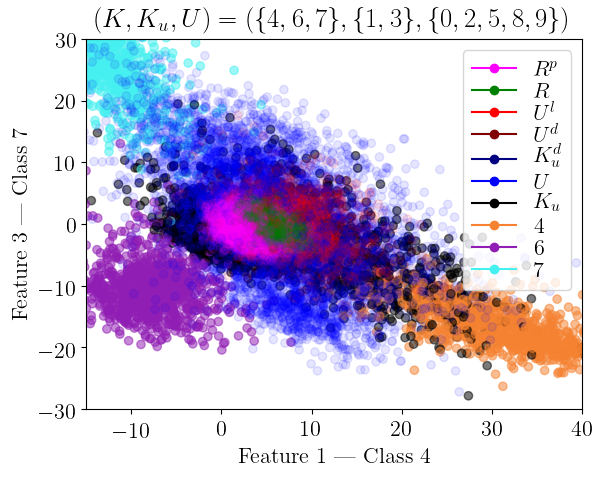 (K, K_u, U) = ({4, 6, 7}, {1, 3}, {0, 2, 5, 8, 9})
30
20
10
0
−10
−20
−30
Feature 3 — Class 7
R^p
R
U^l
U^d
K_u^d
U
K_u
4
6
7
−10
0
10
20
30
40
Feature 1 — Class 4